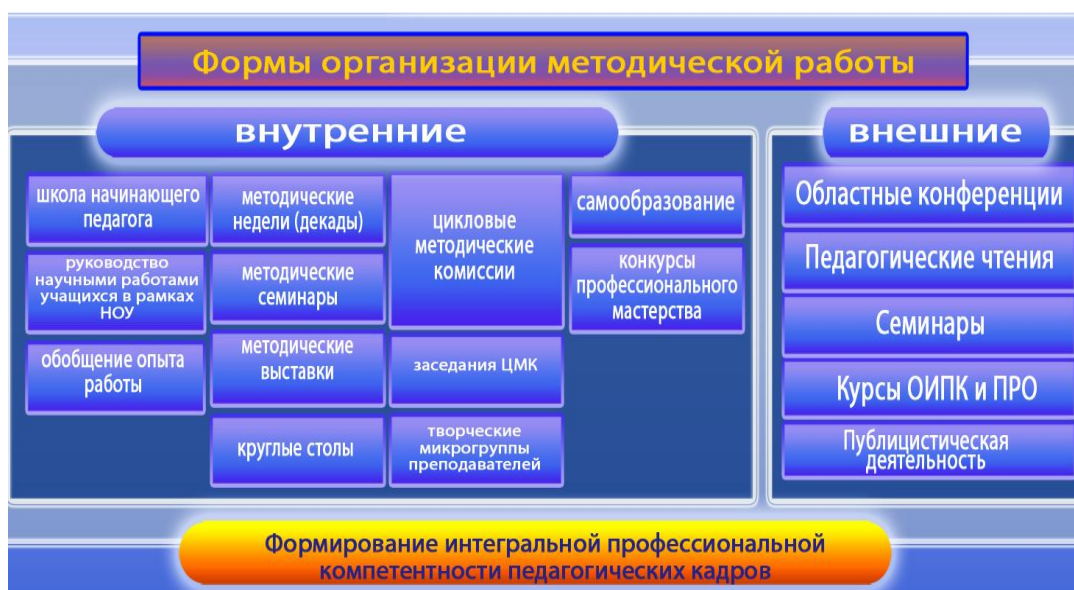 Формы организации методической работы
внутренние
школа начинающего
педагога
руководство
научными работами
учащихся в рамках
НОУ
обобщение опыта
работы
методические
недели (декады)
методические
семинары
методические
выставки
круглые столы
цикловые
методические
комиссии
заседания ЦМК
творческие
микрогруппы
преподавателей
самообразование
конкурсы
профессионального
мастерства
внешние
Областные конференции
Педагогические чтения
Семинары
Курсы ОИПК и ПРО
Публицистическая
деятельность
Формирование интегральной профессиональной
компетентности педагогических кадров